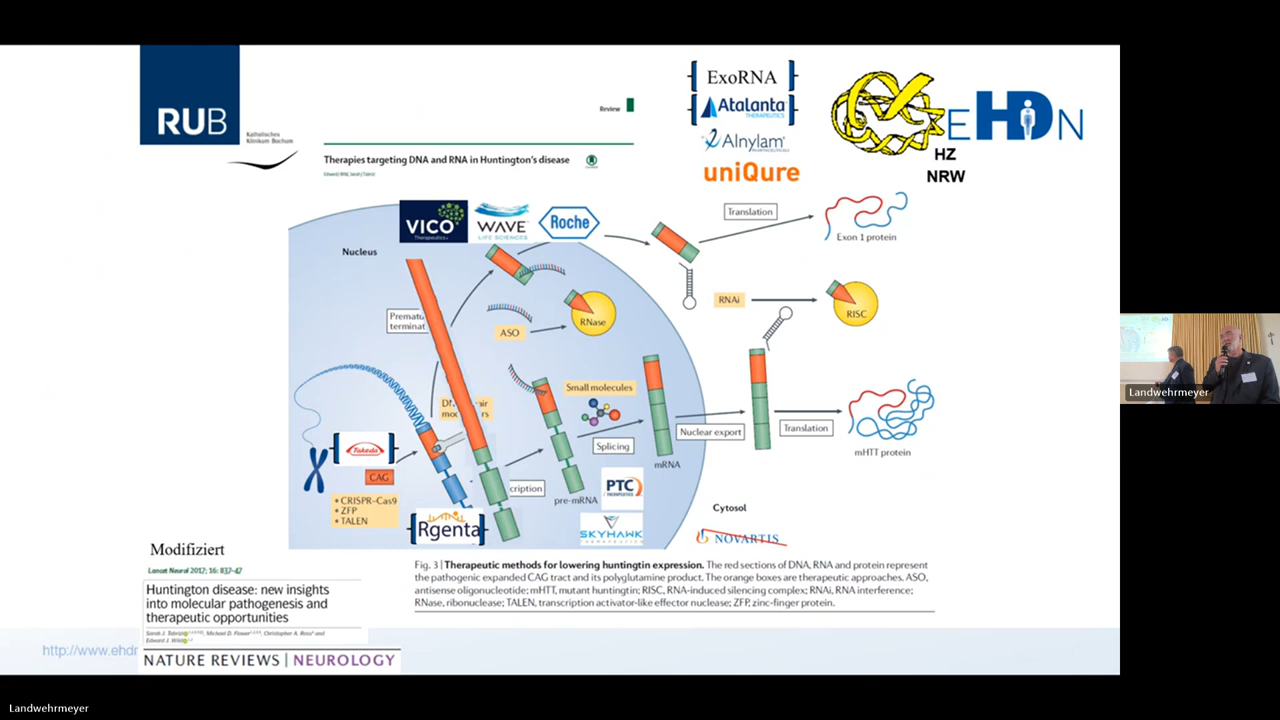 RUB
Katholisches
Klinikum Bochum
Review
Therapies targeting DNA and RNA in Huntington's disease
ExoRNA
Atalanta
THERAPEUTICS
Alnylam
PHARMACEUTICALS
uniQure
EHDN
HZ
NRW
VICO
Therapeutics
WAVE
LIFE SCIENCES
Roche
Nucleus
Translation
Exon 1 protein
RNAi
RISC
ASO
RNase
Small molecules
Splicing
mRNA
Nuclear export
Translation
mHTT protein
Takeda
CAG
• CRISPR–Cas9
• ZFP
• TALEN
Rgenta
cription
pre-mRNA
PTC
THERAPEUTICS
SKYHAWK
THERAPEUTICS
Cytosol
NOVARTIS
Modifiziert
Lancet Neurol 2017; 16: 837–47
Huntington disease: new insights
into molecular pathogenesis and
therapeutic opportunities
Sarah J. Tabrizi, Michael D. Flower, Christopher A. Ross and
Edward J. Wild
NATURE REVIEWS | NEUROLOGY
http://www.ehdr
Fig. 3 | Therapeutic methods for lowering huntingtin expression. The red sections of DNA, RNA and protein represent
the pathogenic expanded CAG tract and its polyglutamine product. The orange boxes are therapeutic approaches. ASO,
antisense oligonucleotide; mHTT, mutant huntingtin; RISC, RNA-induced silencing complex; RNAi, RNA interference;
RNase, ribonuclease; TALEN, transcription activator-like effector nuclease; ZFP, zinc-finger protein.
Landwehrmeyer
Landwehrmeyer